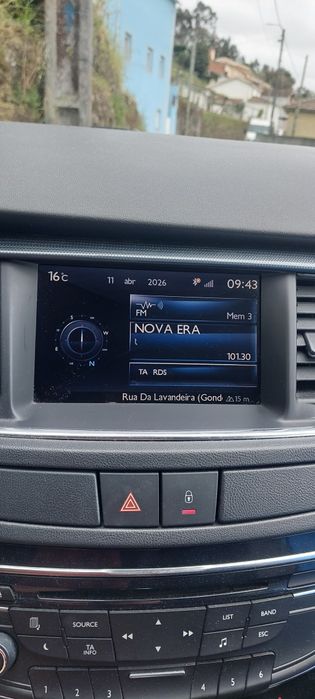 16°C 11 abr 2026 09:43
FM Mem 3
NOVA ERA
101.30
TA RDS
S
W
E
N
Rua Da Lavandeira (Gond 15 m
SOURCE LIST BAND
TA INFO ESC
1 2 3 4 5 6